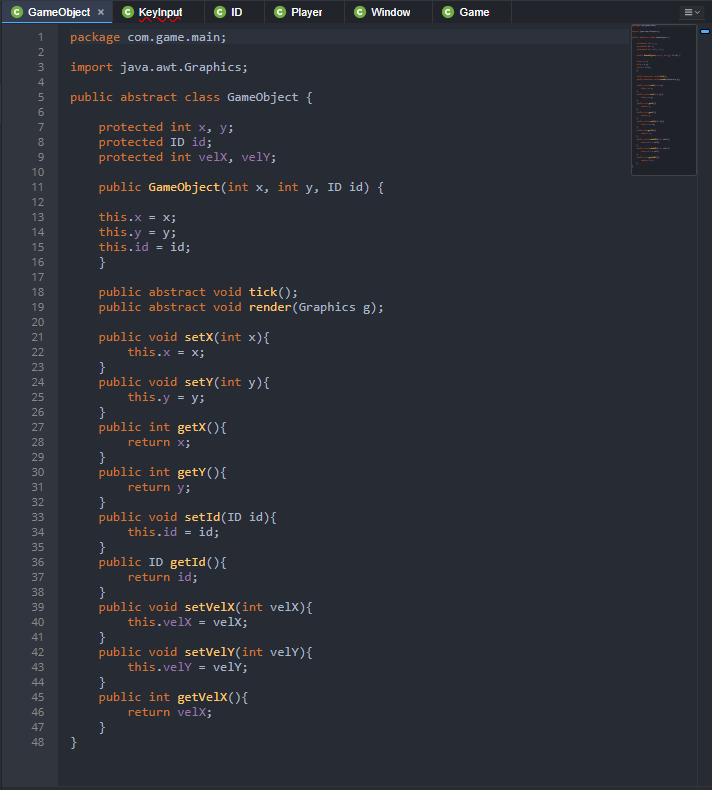 GameObject × KeyInput ID Player Window Game
1 package com.game.main;
2
3 import java.awt.Graphics;
4
5 public abstract class GameObject {
6
7     protected int x, y;
8     protected ID id;
9     protected int velX, velY;
10
11     public GameObject(int x, int y, ID id) {
12
13     this.x = x;
14     this.y = y;
15     this.id = id;
16     }
17
18     public abstract void tick();
19     public abstract void render(Graphics g);
20
21     public void setX(int x){
22         this.x = x;
23     }
24     public void setY(int y){
25         this.y = y;
26     }
27     public int getX(){
28         return x;
29     }
30     public int getY(){
31         return y;
32     }
33     public void setId(ID id){
34         this.id = id;
35     }
36     public ID getId(){
37         return id;
38     }
39     public void setVelX(int velX){
40         this.velX = velX;
41     }
42     public void setVelY(int velY){
43         this.velY = velY;
44     }
45     public int getVelX(){
46         return velX;
47     }
48 }